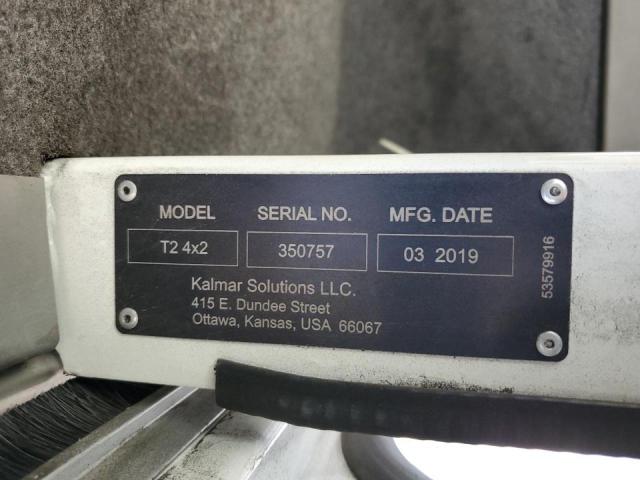 MODEL SERIAL NO. MFG. DATE
T2 4x2 350757 03 2019
Kalmar Solutions LLC.
415 E. Dundee Street
Ottawa, Kansas, USA 66067
53579916